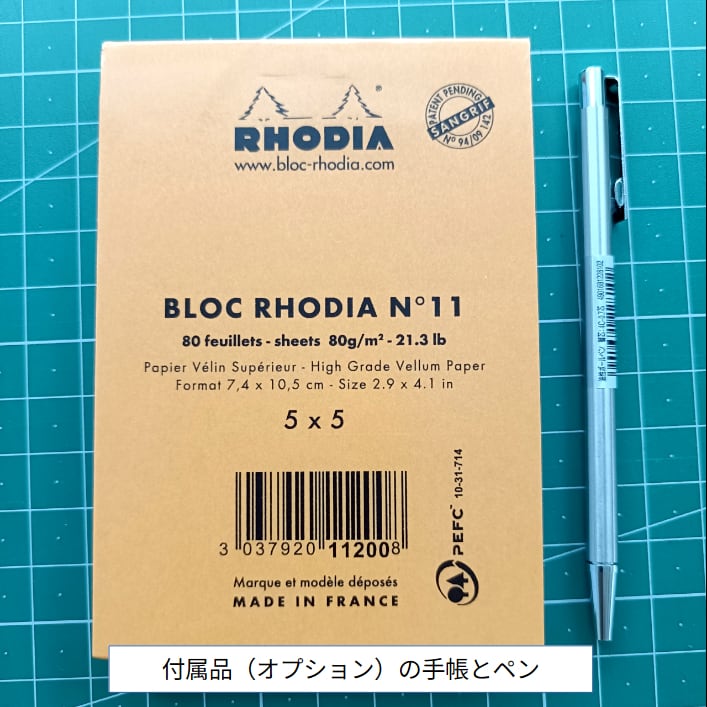 RHODIA
®
www.bloc-rhodia.com
PATENT PENDING
SANGRIF
N° 94/09 142
BLOC RHODIA N°11
80 feuillets - sheets 80g/m² - 21.3 lb
Papier Vélin Supérieur - High Grade Vellum Paper
Format 7,4 x 10,5 cm - Size 2.9 x 4.1 in
5 x 5
3 037920 112008
PEFC™ 10-31-714
Marque et modèle déposés
MADE IN FRANCE
付属品（オプション）の手帳とペン